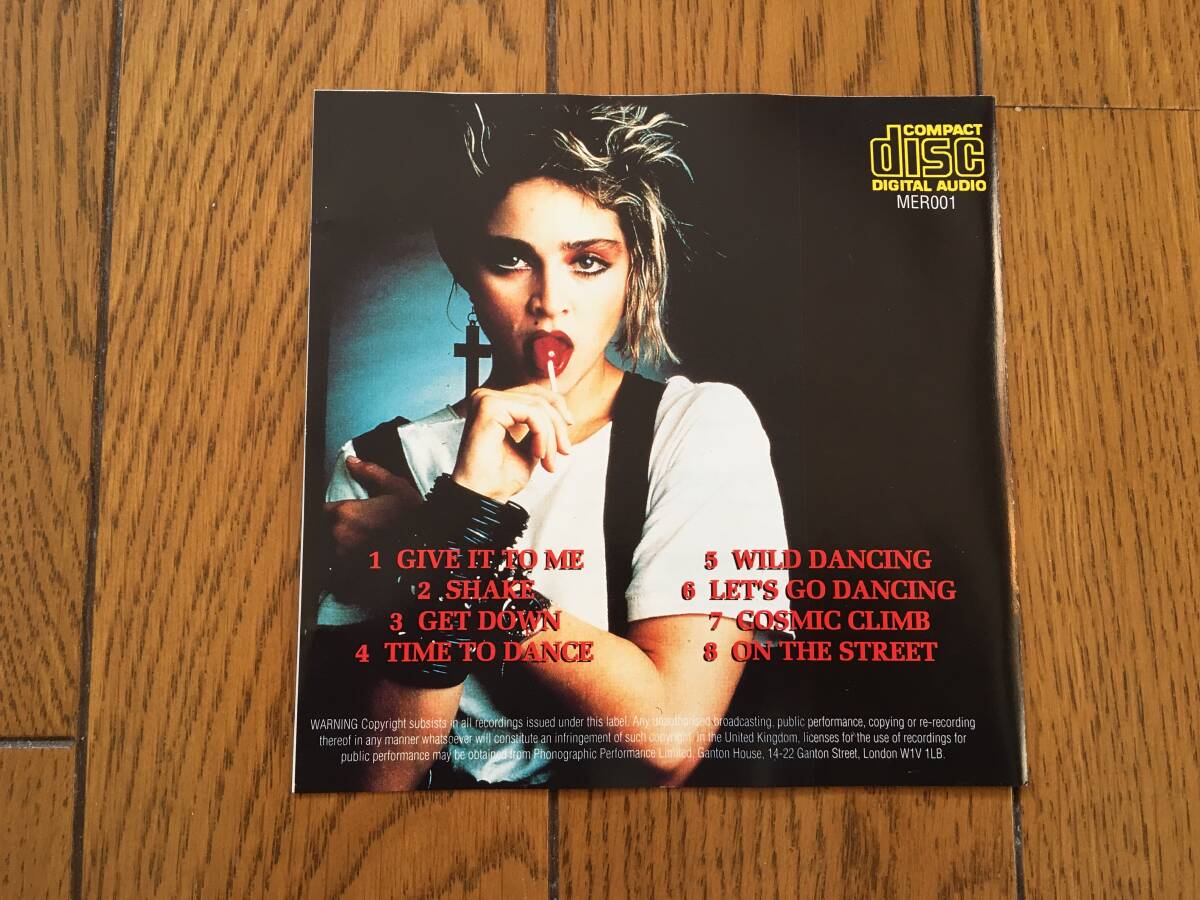 COMPACT
disc
DIGITAL AUDIO
MER001
1 GIVE IT TO ME
2 SHAKE
3 GET DOWN
4 TIME TO DANCE
5 WILD DANCING
6 LET'S GO DANCING
7 COSMIC CLIMB
8 ON THE STREET
WARNING Copyright subsists in all recordings issued under this label. Any unauthorised broadcasting, public performance, copying or re-recording
thereof in any manner whatsoever will constitute an infringement of such copyright. In the United Kingdom, licenses for the use of recordings for
public performance may be obtained from Phonographic Performance Limited, Ganton House, 14-22 Ganton Street, London W1V 1LB.